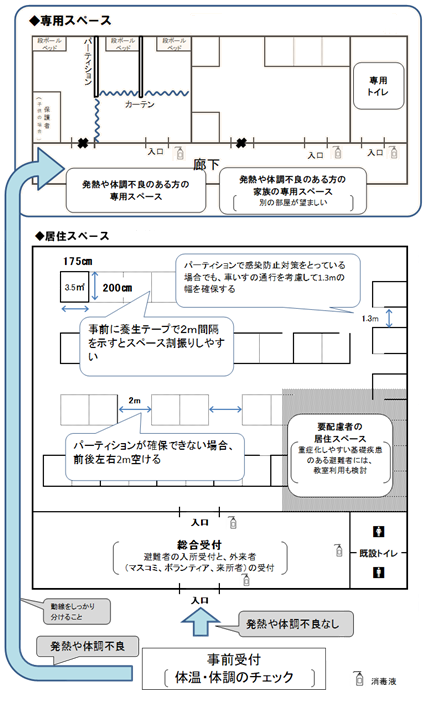 ◆専用スペース
段ボール
ベッド
パーティション
段ボール
ベッド
段ボール
ベッド
カーテン
専用
トイレ
保護者
(子供の場合)
入口
入口
入口
廊下
発熱や体調不良のある方の
専用スペース
発熱や体調不良のある方の
家族の専用スペース
別の部屋が望ましい
◆居住スペース
175cm
3.5㎡
200cm
パーティションで感染防止対策をとっている
場合でも、車いすの通行を考慮して1.3mの
幅を確保する
1.3m
事前に養生テープで2m間隔
を示すとスペース割振りしやす
い
2m
パーティションが確保できない場合、
前後左右2m空ける
要配慮者の
居住スペース
重症化しやすい基礎疾患
のある避難者には、
教室利用も検討
入口
総合受付
避難者の入所受付と、外来者
(マスコミ、ボランティア、来所者)の受付
既設トイレ
入口
動線をしっかり
分けること
発熱や体調不良
発熱や体調不良なし
事前受付
体温・体調のチェック
消毒液